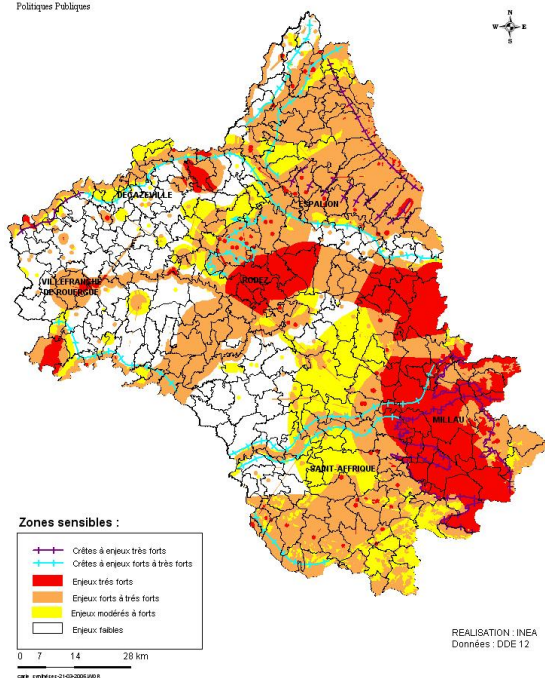 Politiques Publiques
N
W E
S
DECAZEVILLE
ESPALION
VILLEFRANCHE
DE ROUERGUE
RODEZ
MILLAU
SAINT-AFFRIQUE
Zones sensibles :
Crêtes à enjeux très forts
Crêtes à enjeux forts à très forts
Enjeux très forts
Enjeux forts à très forts
Enjeux modérés à forts
Enjeux faibles
0 7 14 28 km
REALISATION : INEA
Données : DDE 12